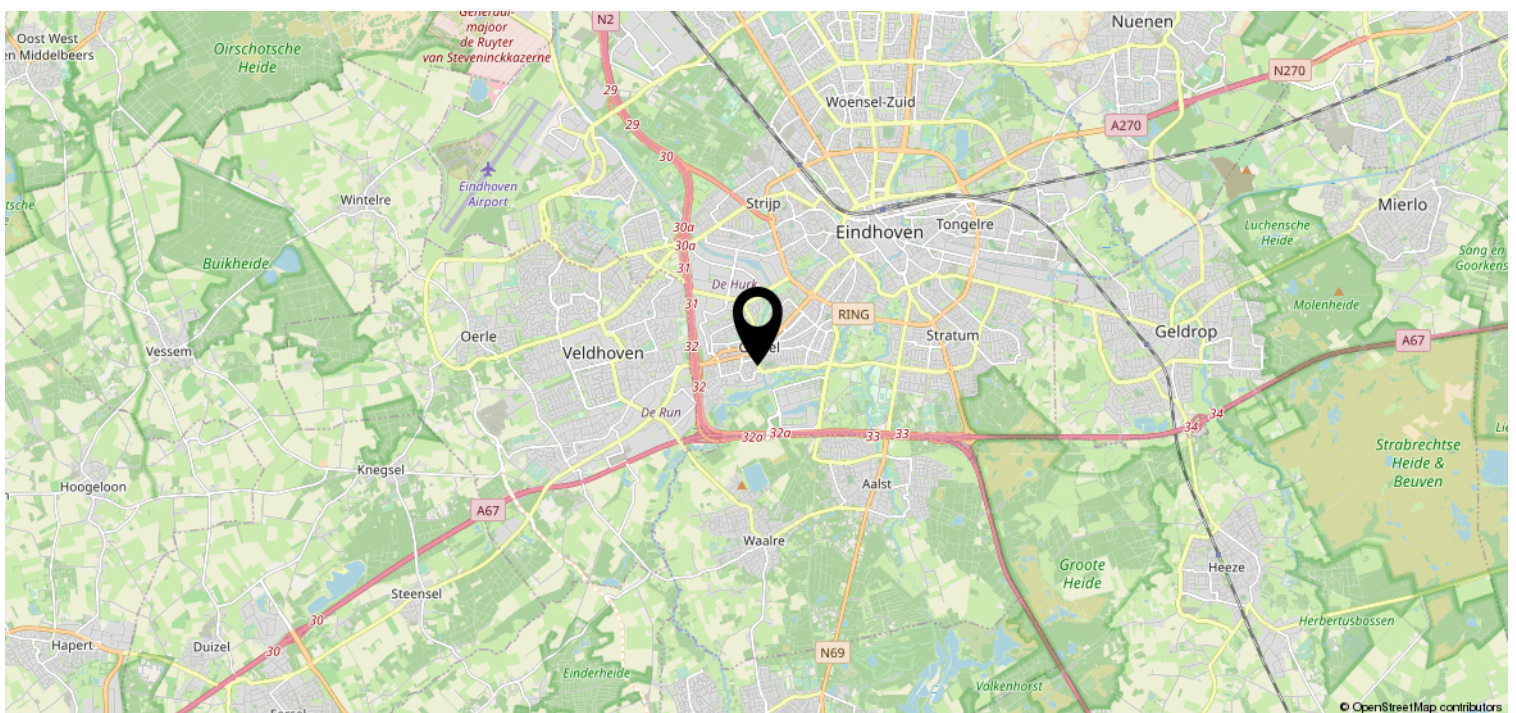 Generaal-
majoor
de Ruyter
van Steveninckkazerne
N2
Nuenen
Oost West
en Middelbeers
Oirschotsche
Heide
N270
29
Woensel-Zuid
A270
29
30
Eindhoven
Airport
Wintelre
tsche
Strijp
Mierlo
Eindhoven
Tongelre
30a
30a
Luchensche
Heide
Sang en
Goorkens
Buikheide
31
De Hurk
31
Molenheide
RING
Oerle
Stratum
Geldrop
Vessem
Veldhoven
32
A67
32
De Run
34
34
32a
32a
33
33
Strabrechtse
Heide &
Beuven
Knegsel
Hoogeloon
Aalst
A67
Waalre
Groote
Heide
Heeze
Steensel
30
Herbertusbossen
Hapert
Duizel
30
N69
Einderheide
Valkenhorst
© OpenStreetMap contributors